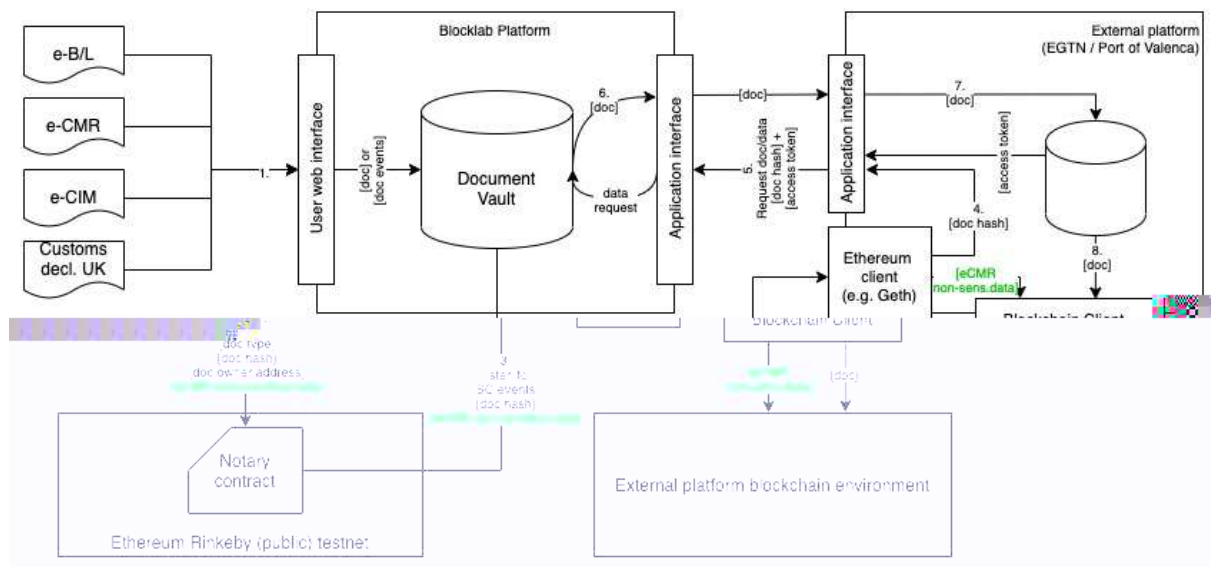 Blocklab Platform
External platform
(EGTN / Port of Valenca)
e-B/L
e-CMR
e-CIM
Customs
decl. UK
1.
User web interface
[doc] or
[doc events]
Document
Vault
6.
[doc]
data
request
Application interface
[doc]
5.
Request doc/data
[doc hash] +
[access token]
Application interface
7.
[doc]
[access token]
4.
[doc hash]
8.
[doc]
Ethereum
client
(e.g. Geth)
[eCMR
non-sens.data]
Blockchain Client
Blockchain Client
doc type
[doc hash]
doc owner address]
3
SC events
[doc hash]
[doc]
Notary
contract
Ethereum Rinkeby (public) testnet
External platform blockchain environment